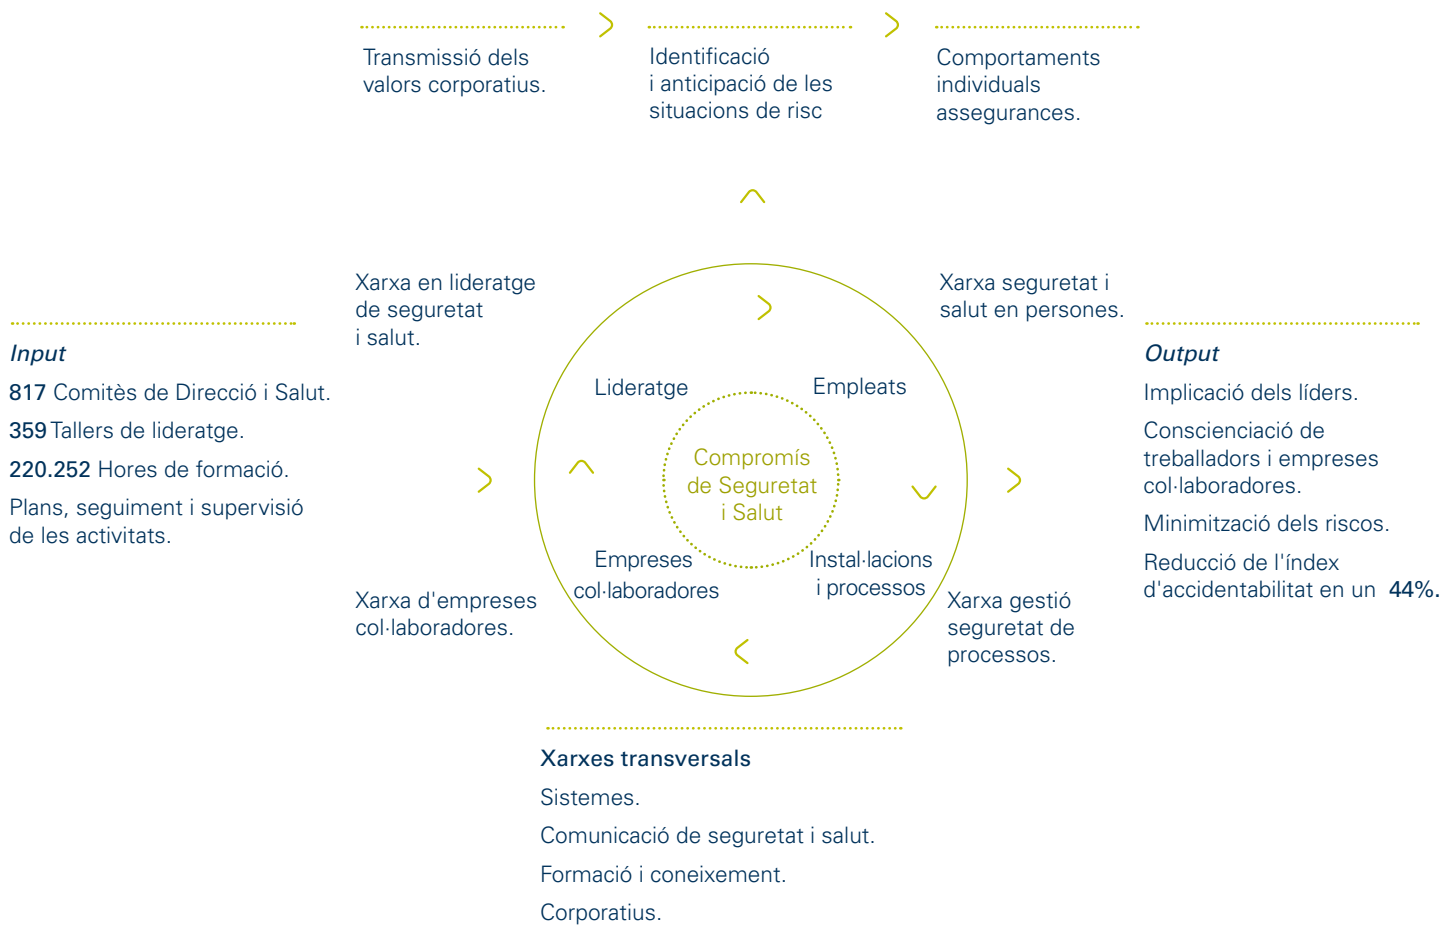 Transmissió dels
valors corporatius.
Identificació
i anticipació de les
situacions de risc
Comportaments
individuals
assegurances.
Xarxa en lideratge
de seguretat
i salut.
Xarxa seguretat i
salut en persones.
Input
817 Comitès de Direcció i Salut.
359 Tallers de lideratge.
220.252 Hores de formació.
Plans, seguiment i supervisió
de les activitats.
Lideratge
Empleats
Compromís
de Seguretat
i Salut
Empreses
col·laboradores
Instal·lacions
i processos
Output
Implicació dels líders.
Conscienciació de
treballadors i empreses
col·laboradores.
Minimització dels riscos.
Reducció de l'índex
d'accidentabilitat en un 44%.
Xarxa d'empreses
col·laboradores.
Xarxa gestió
seguretat de
processos.
Xarxes transversals
Sistemes.
Comunicació de seguretat i salut.
Formació i coneixement.
Corporatius.